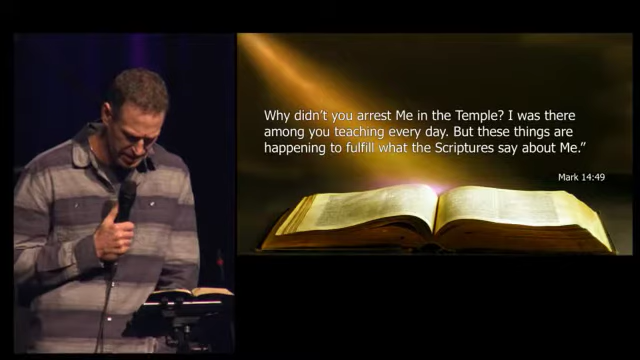 Why didn't you arrest Me in the Temple? I was there
among you teaching every day. But these things are
happening to fulfill what the Scriptures say about Me.”
Mark 14:49